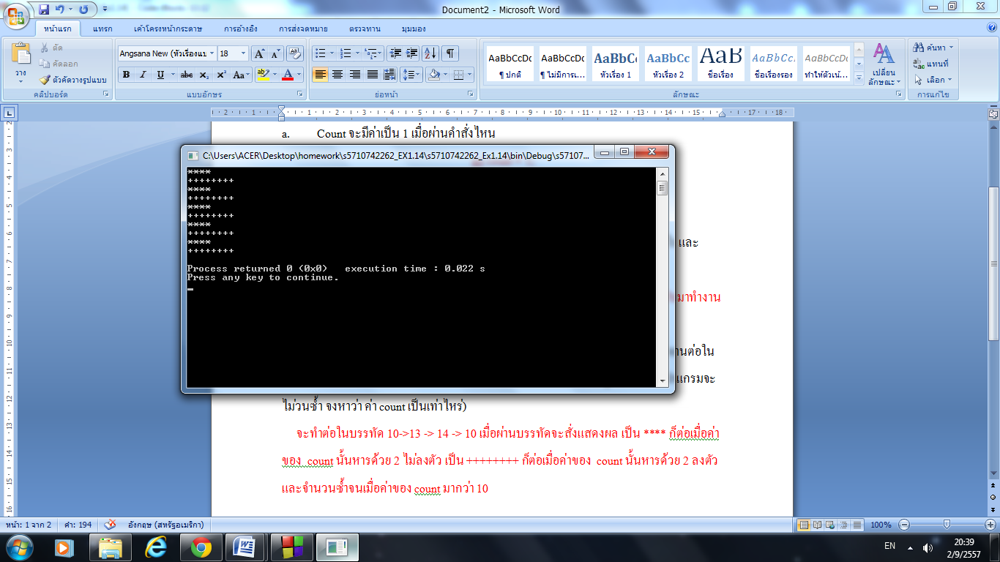 Document2 - Microsoft Word
หน้าแรก แทรก เค้าโครงหน้ากระดาษ การอ้างอิง การส่งจดหมาย ตรวจทาน มุมมอง
วาง
ตัด
คัดลอก
ตัวคัดวางรูปแบบ
คลิปบอร์ด
Angsana New (หัวเรื่องแบ 18
แบบอักษร
ย่อหน้า
AaBbCcDc AaBbCcDc AaBbC AaBbCc AaB AaBbCc. AaBbCcDc
¶ ปกติ ¶ ไม่มีการเ... หัวเรื่อง 1 หัวเรื่อง 2 ชื่อเรื่อง ชื่อเรื่องรอง ทำให้ตัวเน้...
ลักษณะ
เปลี่ยน
ลักษณะ
ค้นหา
แทนที่
เลือก
การแก้ไข
a. Count จะมีค่าเป็น 1 เมื่อผ่านคำสั่งไหน
C:\Users\ACER\Desktop\homework\s5710742262_EX1.14\s5710742262_Ex1.14\bin\Debug\s57107...
****
++++++++
****
++++++++
****
++++++++
****
++++++++
****
++++++++
Process returned 0 (0x0) execution time : 0.022 s
Press any key to continue.
และ
มาทำงาน
านต่อใน
แกรมจะ
ไม่วนซ้ำ จงหาว่า ค่า count เป็นเท่าไหร่)
จะทำต่อในบรรทัด 10->13 -> 14 -> 10 เมื่อผ่านบรรทัดจะสั่งแสดงผล เป็น **** ก็ต่อเมื่อค่า
ของ count นั้นหารด้วย 2 ไม่ลงตัว เป็น ++++++++ ก็ต่อเมื่อค่าของ count นั้นหารด้วย 2 ลงตัว
และจำนวนซ้ำจนเมื่อค่าของ count มากว่า 10
หน้า: 1 จาก 2 คำ: 194 อังกฤษ (สหรัฐอเมริกา) 100%
EN 20:39
2/9/2557